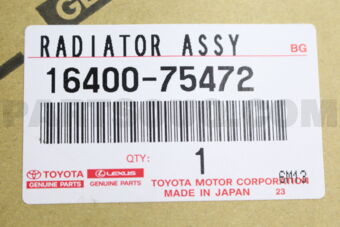 RADIATOR ASSY BG
16400-75472
QTY: 1
TOYOTA LEXUS 6M13
GENUINE PARTS GENUINE PARTS TOYOTA MOTOR CORPORATION
MADE IN JAPAN 23